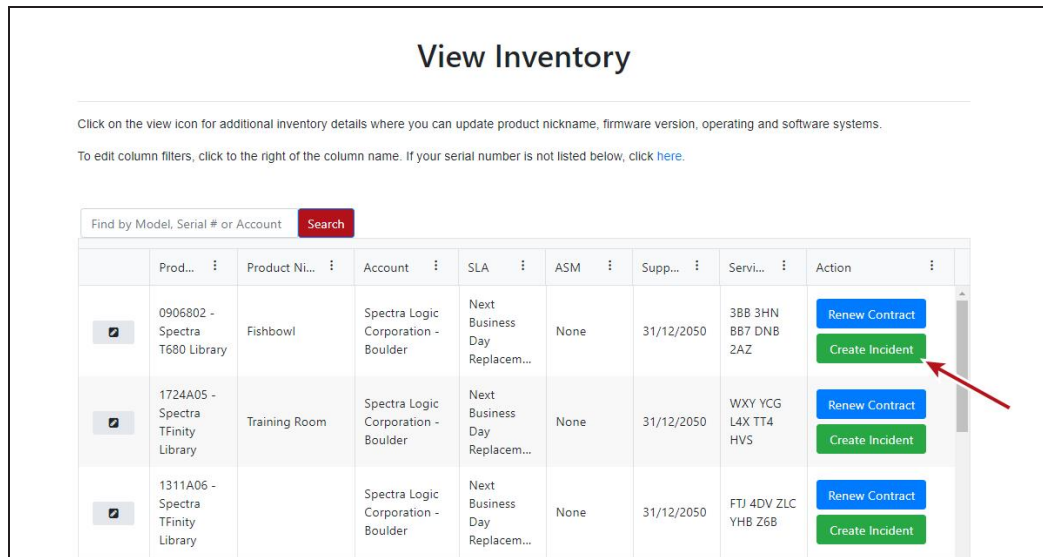 View Inventory
Click on the view icon for additional inventory details where you can update product nickname, firmware version, operating and software systems.
To edit column filters, click to the right of the column name. If your serial number is not listed below, click here.
Find by Model, Serial # or Account Search
Prod... Product Ni... Account SLA ASM Supp... Servi... Action
0906802 -
Spectra
T680 Library
Fishbowl
Spectra Logic
Corporation -
Boulder
Next
Business
Day
Replacem...
None
31/12/2050
3BB 3HN
BB7 DNB
2AZ
Renew Contract
Create Incident
1724A05 -
Spectra
TFinity
Library
Training Room
Spectra Logic
Corporation -
Boulder
Next
Business
Day
Replacem...
None
31/12/2050
WXY YCG
L4X TT4
HVS
Renew Contract
Create Incident
1311A06 -
Spectra
TFinity
Library
Spectra Logic
Corporation -
Boulder
Next
Business
Day
Replacem...
None
31/12/2050
FTJ 4DV ZLC
YHB Z6B
Renew Contract
Create Incident